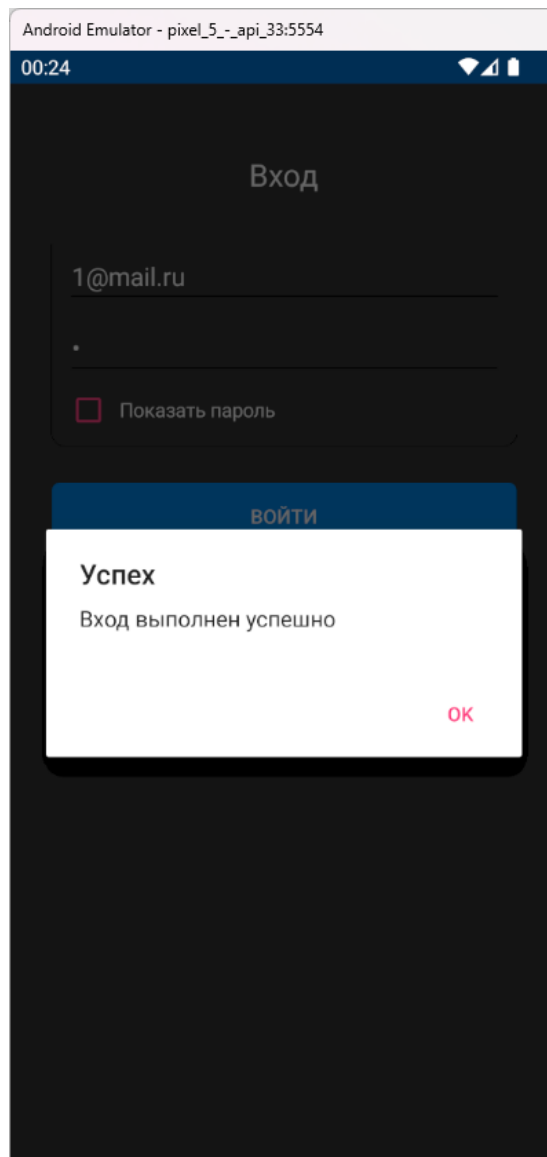 Android Emulator - pixel_5_-_api_33:5554
00:24
Вход
1@mail.ru
•
Показать пароль
ВОЙТИ
Успех
Вход выполнен успешно
OK